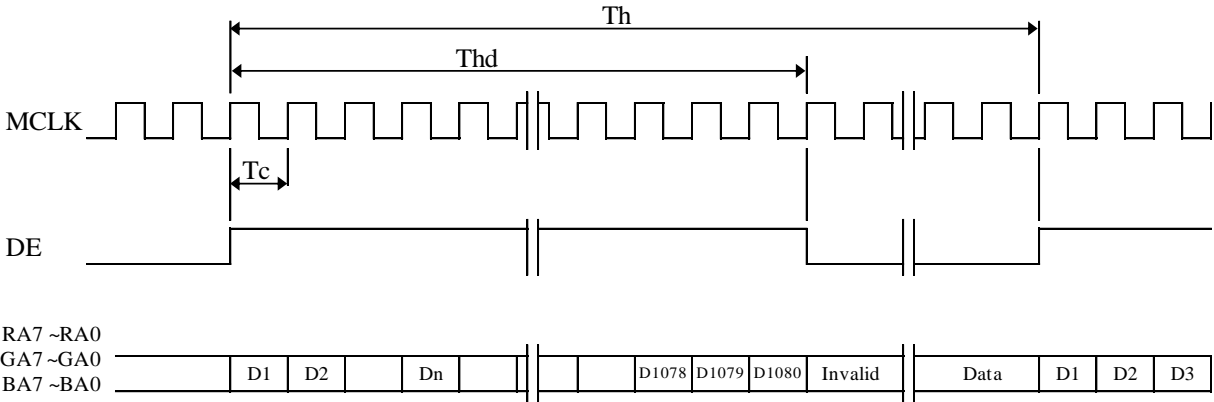 Th
Thd
MCLK
Tc
DE
RA7 ~RA0
GA7 ~GA0
BA7 ~BA0
D1 D2 Dn D1078 D1079 D1080 Invalid Data D1 D2 D3